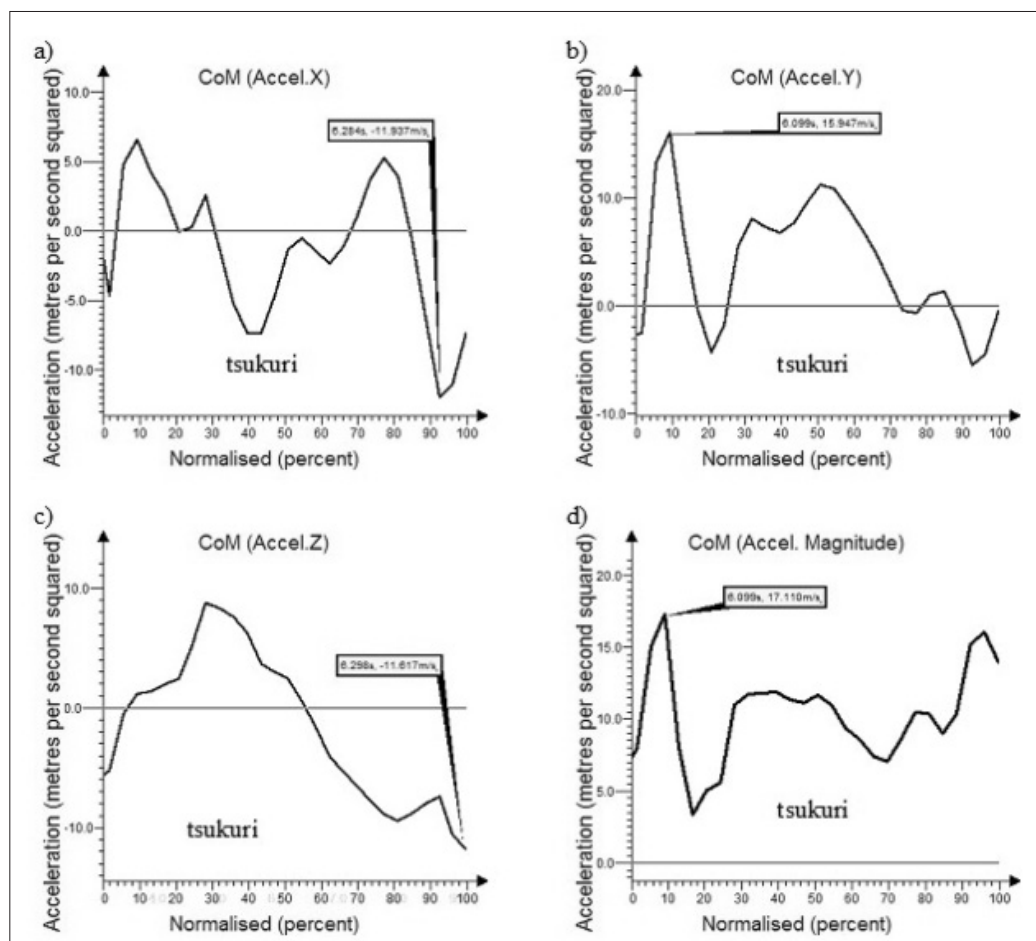 a)
CoM (Accel.X)
Acceleration (metres per second squared)
10.0
5.0
0.0
-5.0
-10.0
6.284s, -11.937m/s
tsukuri
0 10 20 30 40 50 60 70 80 90 100
Normalised (percent)
b)
CoM (Accel.Y)
Acceleration (metres per second squared)
20.0
10.0
0.0
-10.0
6.099s, 15.947m/s
tsukuri
0 10 20 30 40 50 60 70 80 90 100
Normalised (percent)
c)
CoM (Accel.Z)
Acceleration (metres per second squared)
10.0
0.0
-10.0
6.298s, -11.617m/s
tsukuri
0 10 20 30 40 50 60 70 80 90 100
Normalised (percent)
d)
CoM (Accel. Magnitude)
Acceleration (metres per second squared)
20.0
15.0
10.0
5.0
0.0
6.099s, 17.110m/s
tsukuri
0 10 20 30 40 50 60 70 80 90 100
Normalised (percent)